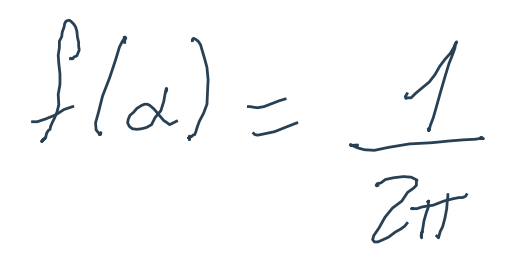 f(α) = 1/2π